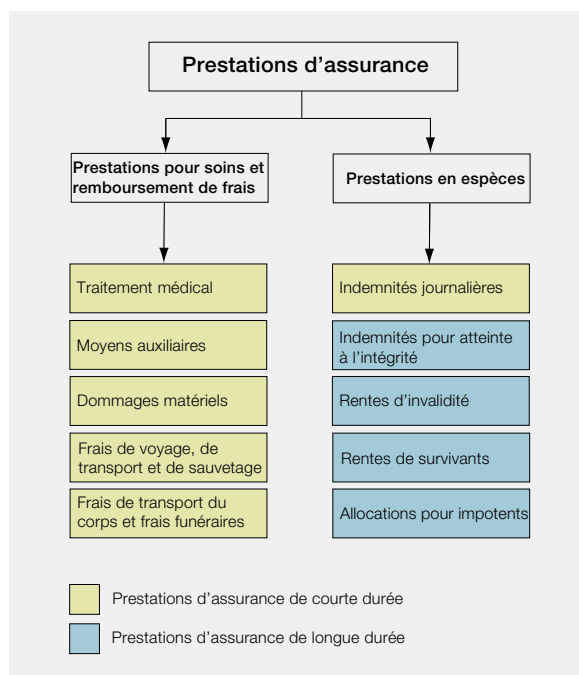 Prestations d'assurance
Prestations pour soins et
remboursement de frais
Prestations en espèces
Traitement médical
Moyens auxiliaires
Dommages matériels
Frais de voyage, de
transport et de sauvetage
Frais de transport du
corps et frais funéraires
Indemnités journalières
Indemnités pour atteinte
à l'intégrité
Rentes d'invalidité
Rentes de survivants
Allocations pour impotents
Prestations d'assurance de courte durée
Prestations d'assurance de longue durée